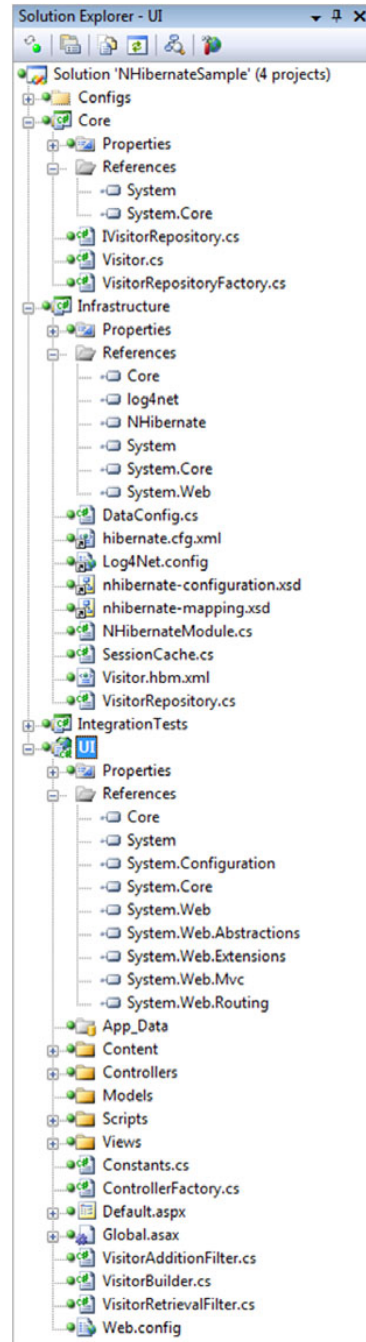 Solution Explorer - UI
Solution 'NHibernateSample' (4 projects)
Configs
Core
Properties
References
System
System.Core
IVisitorRepository.cs
Visitor.cs
VisitorRepositoryFactory.cs
Infrastructure
Properties
References
Core
log4net
NHibernate
System
System.Core
System.Web
DataConfig.cs
hibernate.cfg.xml
Log4Net.config
nhibernate-configuration.xsd
nhibernate-mapping.xsd
NHibernateModule.cs
SessionCache.cs
Visitor.hbm.xml
VisitorRepository.cs
IntegrationTests
UI
Properties
References
Core
System
System.Configuration
System.Core
System.Web
System.Web.Abstractions
System.Web.Extensions
System.Web.Mvc
System.Web.Routing
App_Data
Content
Controllers
Models
Scripts
Views
Constants.cs
ControllerFactory.cs
Default.aspx
Global.asax
VisitorAdditionFilter.cs
VisitorBuilder.cs
VisitorRetrievalFilter.cs
Web.config